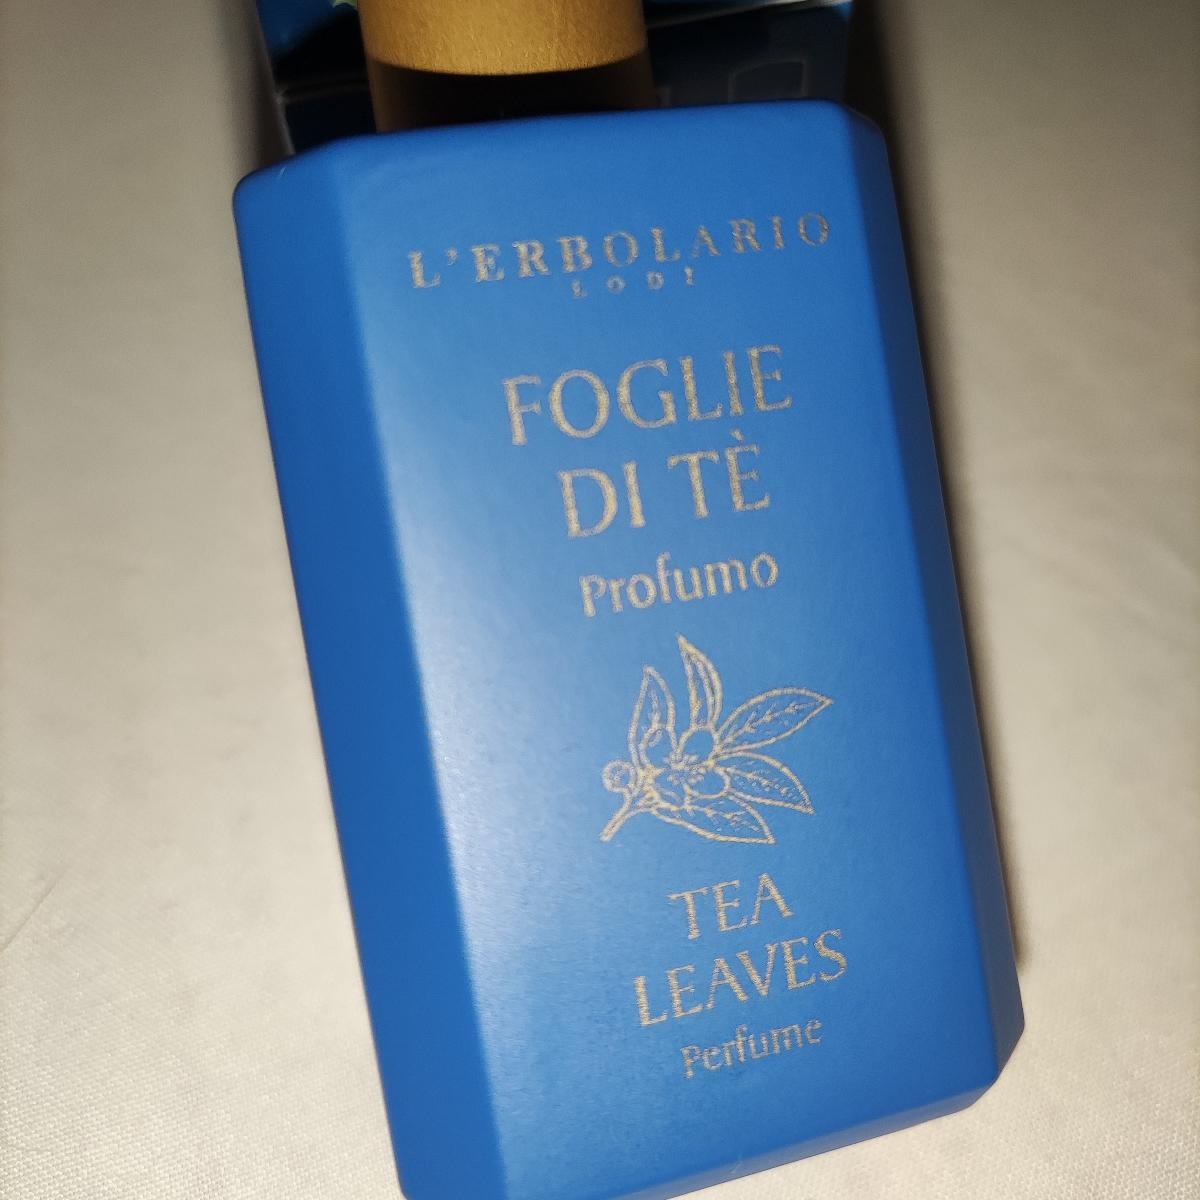 L'ERBOLARIO
LODI
FOGLIE
DI TÈ
Profumo
TEA
LEAVES
Perfume